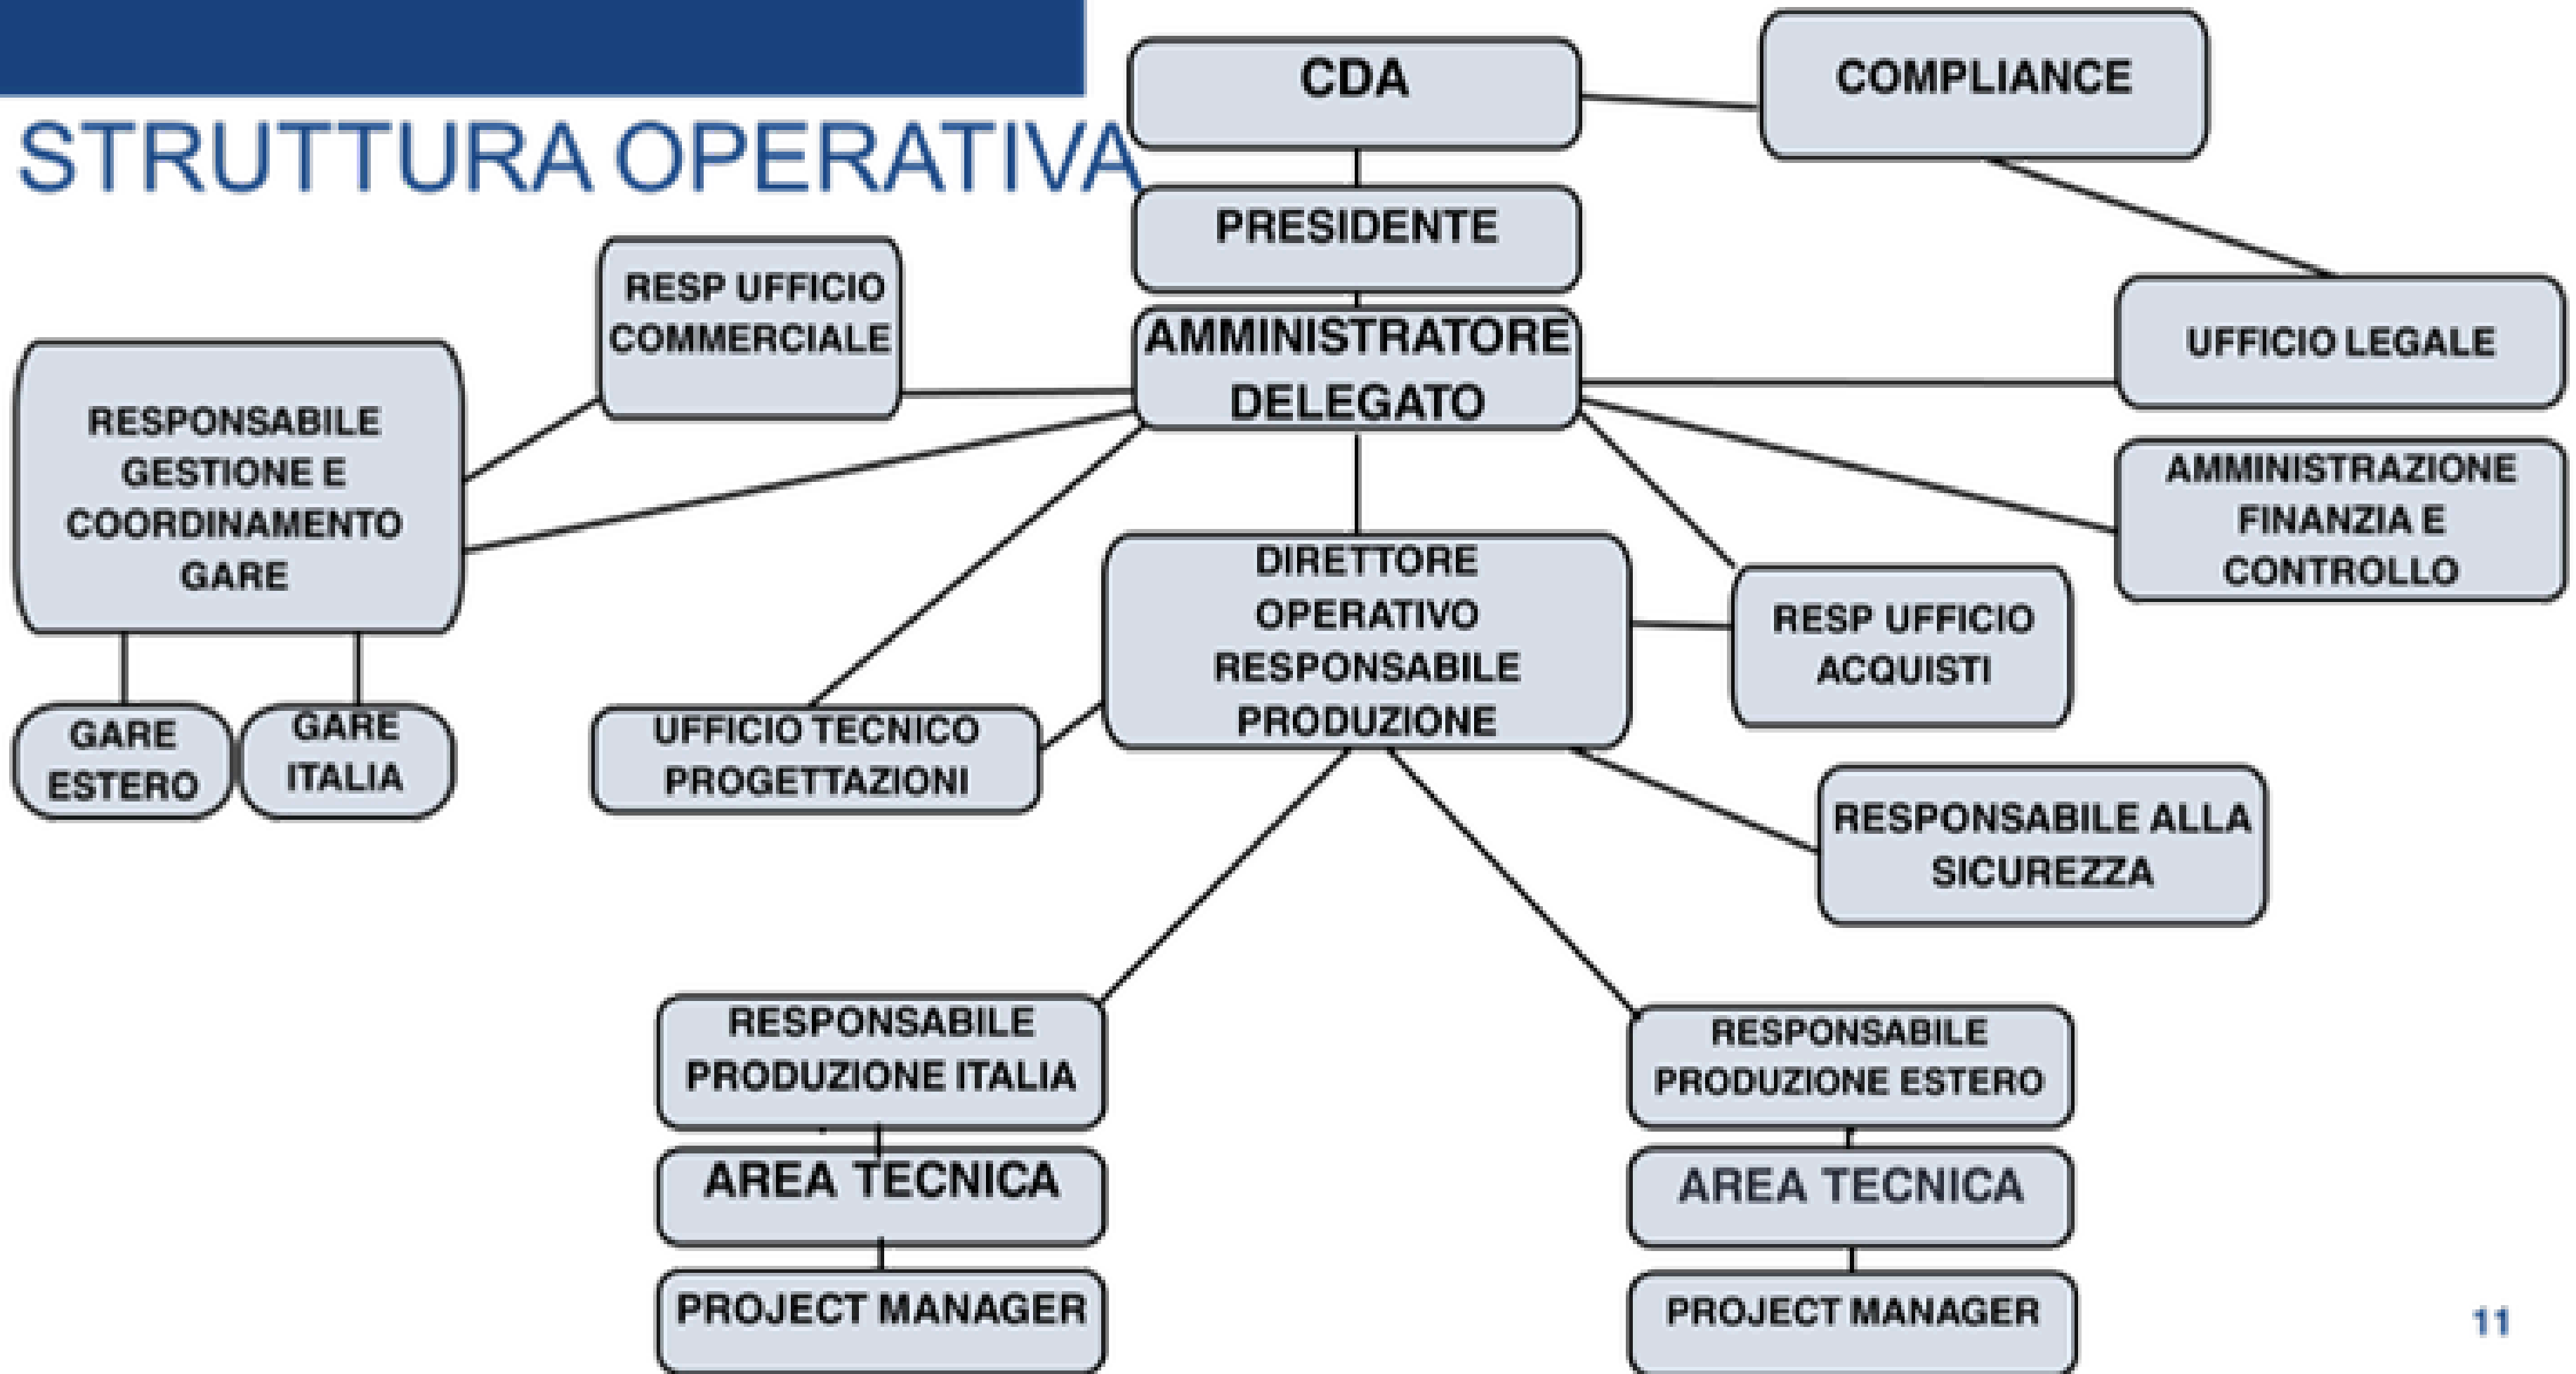 STRUTTURA OPERATIVA
CDA
COMPLIANCE
PRESIDENTE
RESP UFFICIO
COMMERCIALE
AMMINISTRATORE
DELEGATO
UFFICIO LEGALE
RESPONSABILE
GESTIONE E
COORDINAMENTO
GARE
AMMINISTRAZIONE
FINANZIA E
CONTROLLO
DIRETTORE
OPERATIVO
RESPONSABILE
PRODUZIONE
RESP UFFICIO
ACQUISTI
GARE
ESTERO
GARE
ITALIA
UFFICIO TECNICO
PROGETTAZIONI
RESPONSABILE ALLA
SICUREZZA
RESPONSABILE
PRODUZIONE ITALIA
RESPONSABILE
PRODUZIONE ESTERO
AREA TECNICA
AREA TECNICA
PROJECT MANAGER
PROJECT MANAGER
11